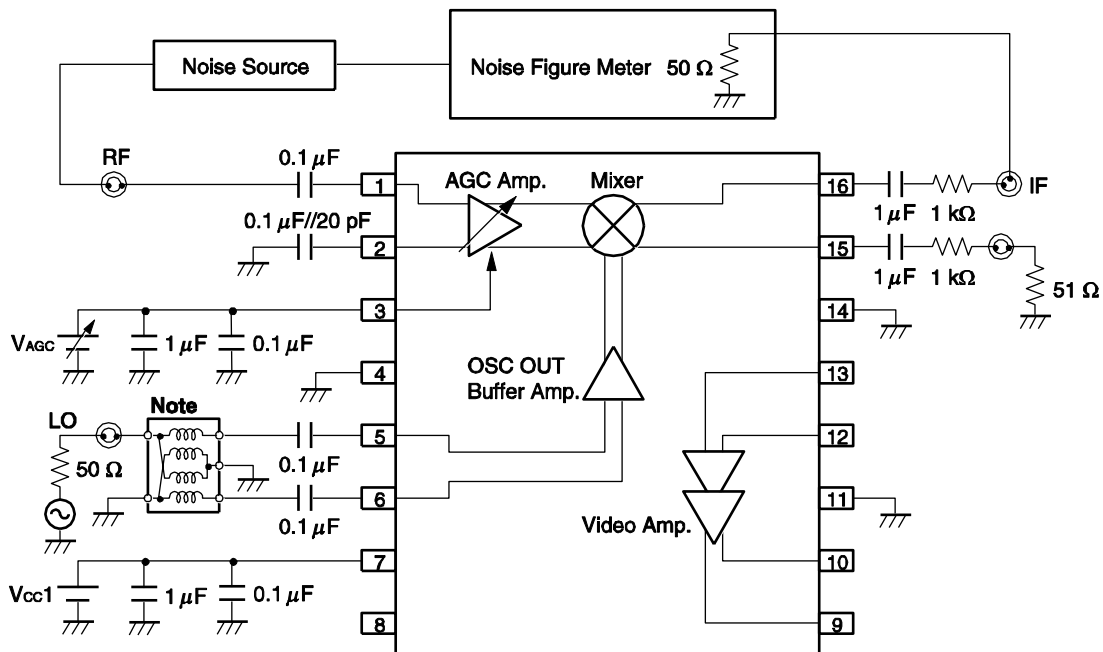 Noise Source
Noise Figure Meter
50 Ω
RF
0.1 µF
1
AGC Amp.
Mixer
16
1 µF
1 kΩ
IF
0.1 µF//20 pF
2
15
1 µF
1 kΩ
51 Ω
3
14
VAGC
1 µF
0.1 µF
4
OSC OUT
Buffer Amp.
13
LO
Note
50 Ω
5
12
0.1 µF
6
11
0.1 µF
Video Amp.
7
10
VCC1
1 µF
0.1 µF
8
9